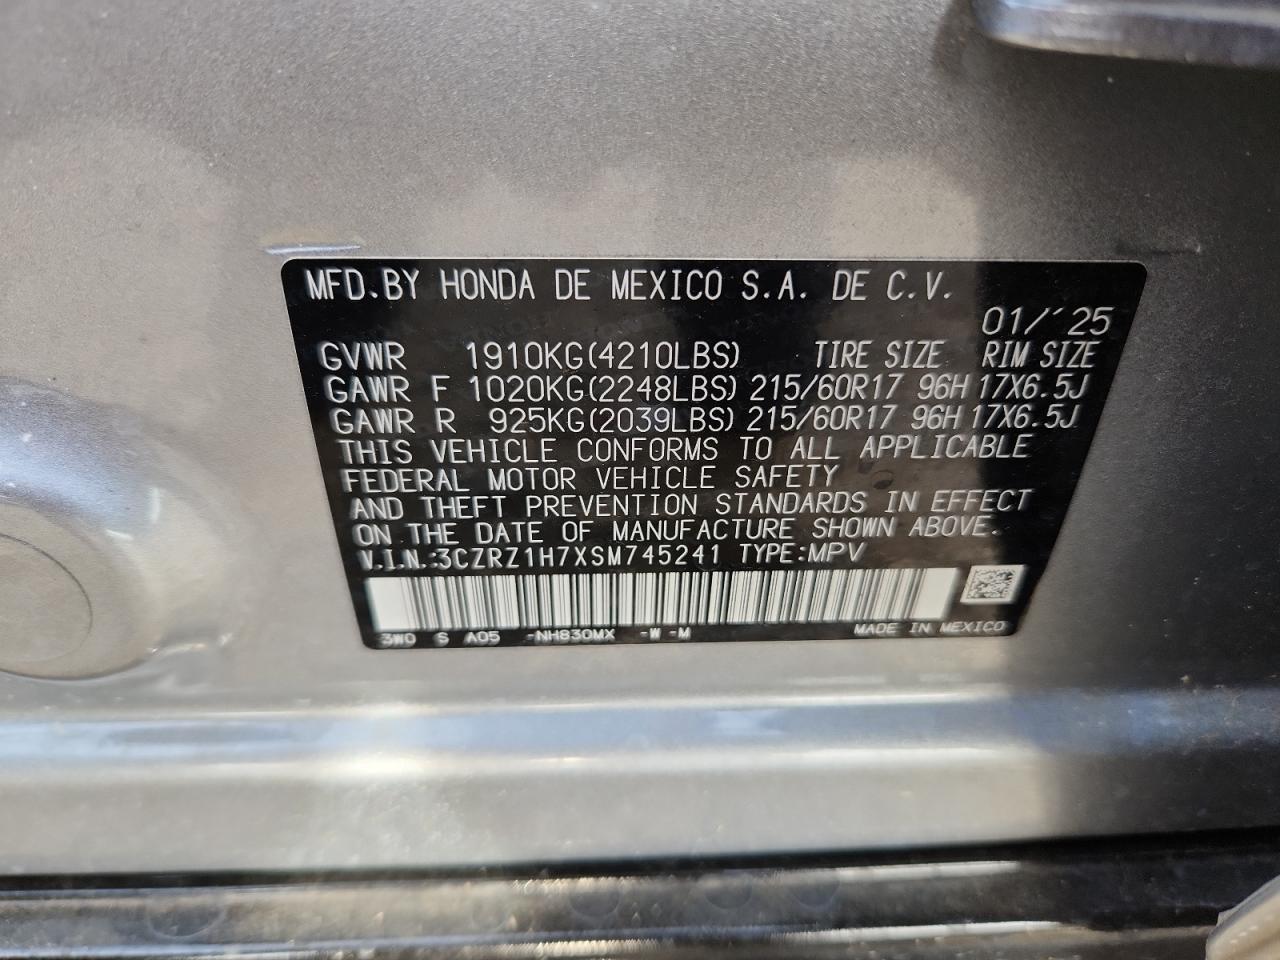 MFD.BY HONDA DE MEXICO S.A. DE C.V.
01/´25
GVWR 1910KG(4210LBS) TIRE SIZE RIM SIZE
GAWR F 1020KG(2248LBS) 215/60R17 96H 17X6.5J
GAWR R 925KG(2039LBS) 215/60R17 96H 17X6.5J
THIS VEHICLE CONFORMS TO ALL APPLICABLE
FEDERAL MOTOR VEHICLE SAFETY
AND THEFT PREVENTION STANDARDS IN EFFECT
ON THE DATE OF MANUFACTURE SHOWN ABOVE.
V.I.N.:3CZRZ1H7XSM745241 TYPE:MPV
3W0 S A05 -NH830MX -W -M MADE IN MEXICO